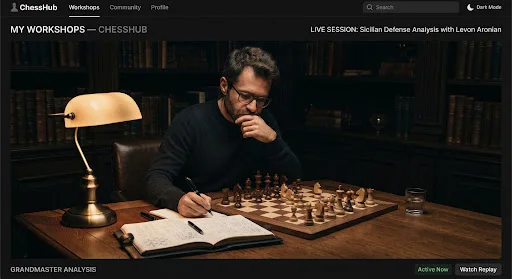 ChessHub Workshops Community Profile Search Dark Mode
MY WORKSHOPS — CHESSHUB LIVE SESSION: Sicilian Defense Analysis with Levon Aronian
GRANDMASTER ANALYSIS Active Now Watch Replay